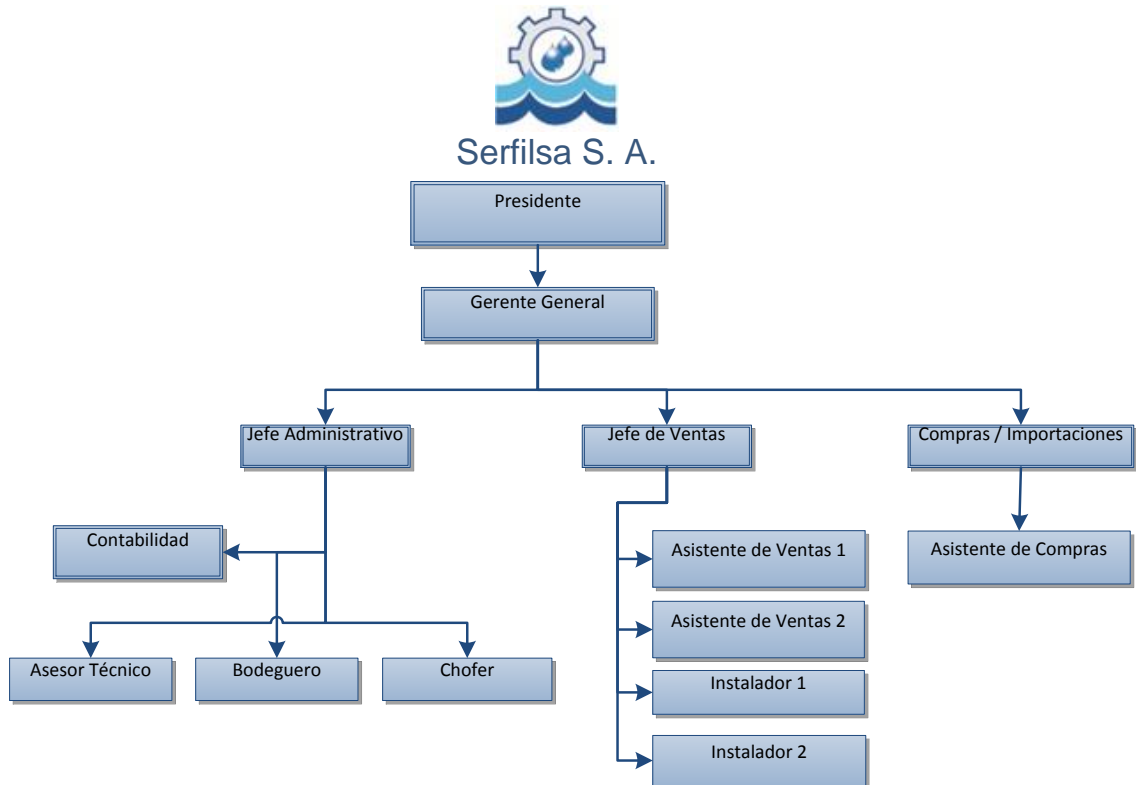 Serfilsa S. A.
Presidente
Gerente General
Jefe Administrativo
Jefe de Ventas
Compras / Importaciones
Contabilidad
Asistente de Ventas 1
Asistente de Compras
Asistente de Ventas 2
Asesor Técnico
Bodeguero
Chofer
Instalador 1
Instalador 2